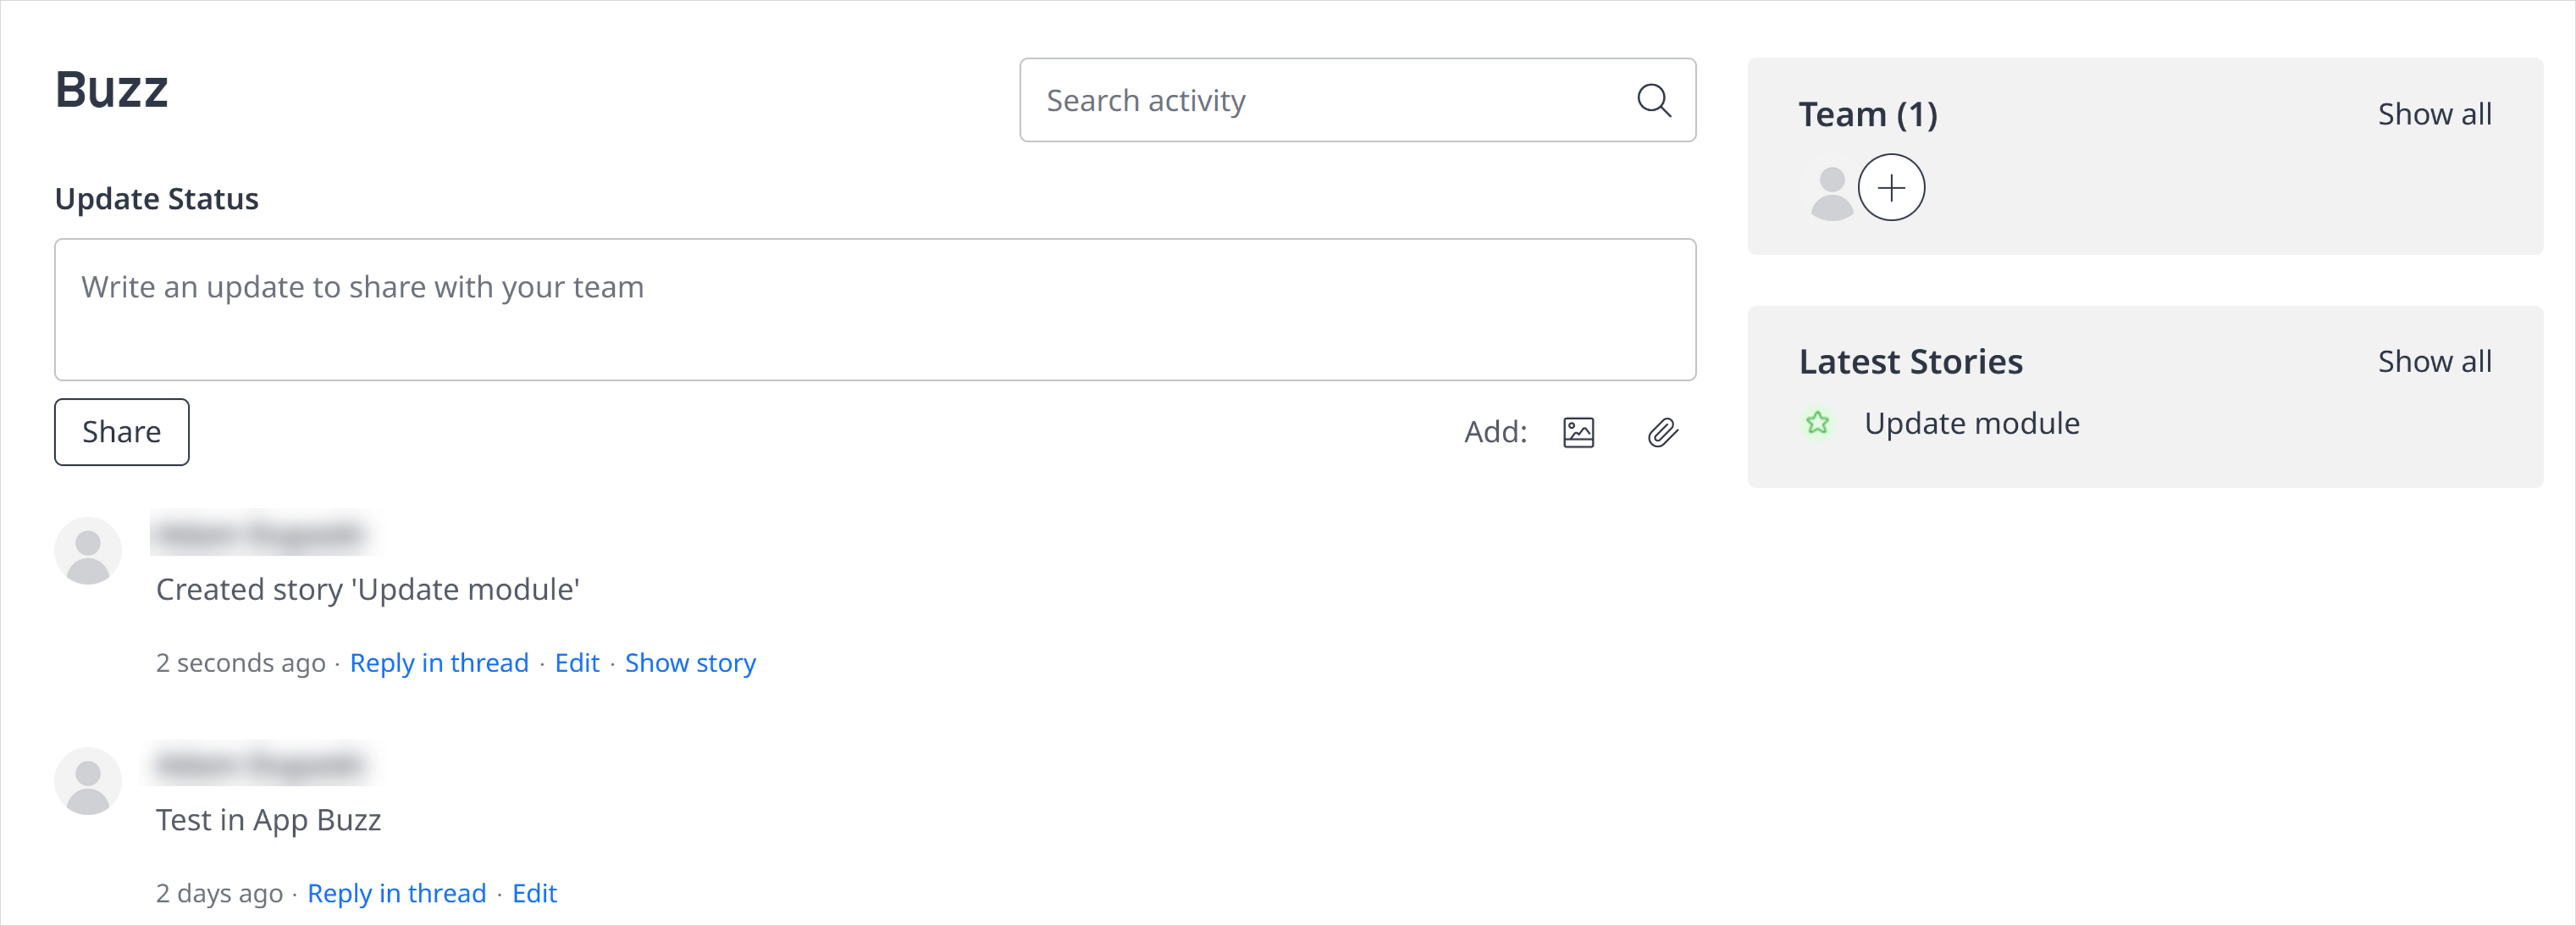 Buzz
Search activity
Update Status
Write an update to share with your team
Share
Add:
Created story 'Update module'
2 seconds ago · Reply in thread · Edit · Show story
Test in App Buzz
2 days ago · Reply in thread · Edit
Team (1)
Show all
Latest Stories
Show all
Update module